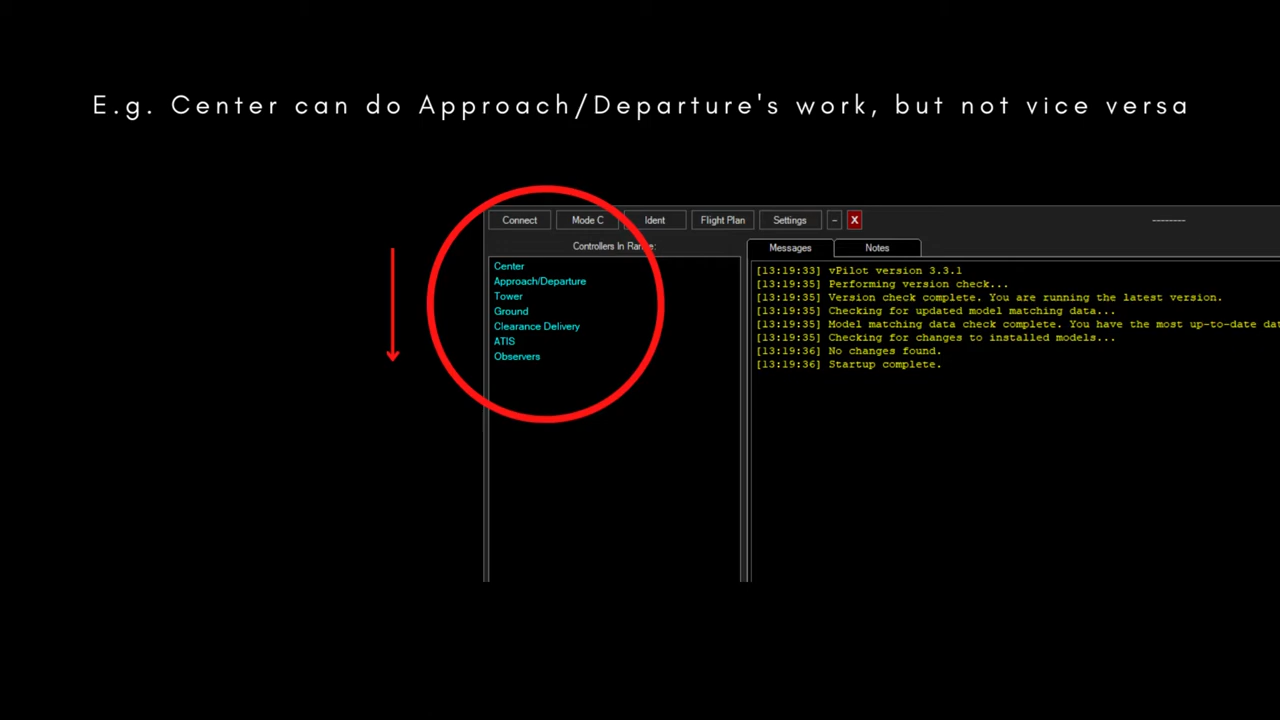 E.g. Center can do Approach/Departure's work, but not vice versa
Connect Mode C Ident Flight Plan Settings – X --------
Controllers In Range:
Messages Notes
Center
Approach/Departure
Tower
Ground
Clearance Delivery
ATIS
Observers
[13:19:33] vPilot version 3.3.1
[13:19:35] Performing version check...
[13:19:35] Version check complete. You are running the latest version.
[13:19:35] Checking for updated model matching data...
[13:19:35] Model matching data check complete. You have the most up-to-date dat
[13:19:35] Checking for changes to installed models...
[13:19:36] No changes found.
[13:19:36] Startup complete.